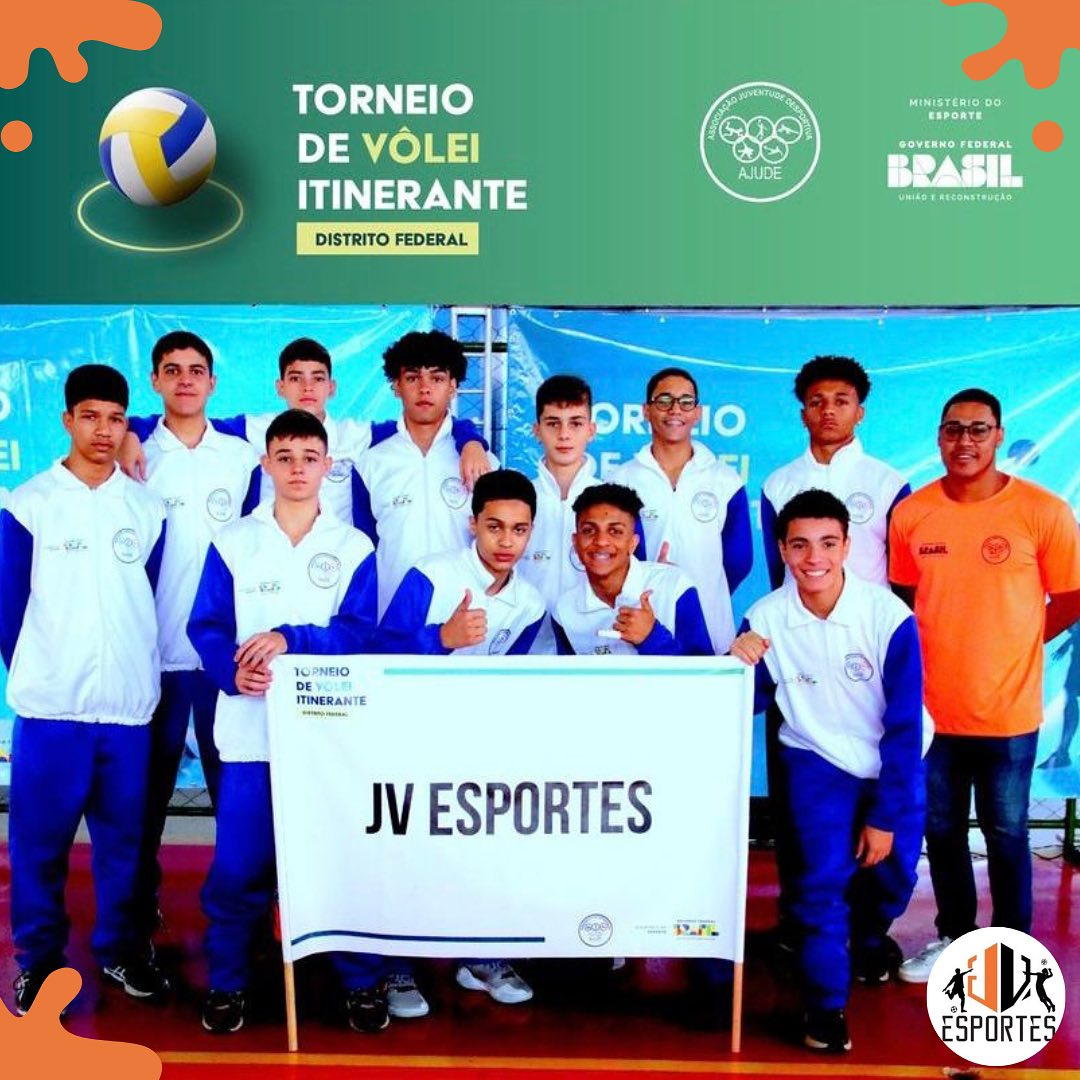 TORNEIO
DE VÔLEI
ITINERANTE
DISTRITO FEDERAL
ASSOCIAÇÃO JUVENTUDE DESPORTIVA
AJUDE
MINISTÉRIO DO
ESPORTE
GOVERNO FEDERAL
BRASIL
UNIÃO E RECONSTRUÇÃO
BRASIL
TORNEIO
DE VÔLEI
ITINERANTE
DISTRITO FEDERAL
JV ESPORTES
BRASIL
JV
ESPORTES